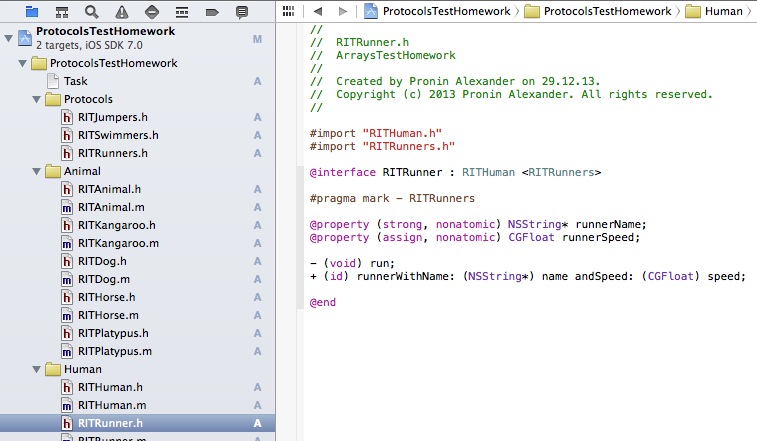 ProtocolsTestHomework
2 targets, iOS SDK 7.0
M
ProtocolsTestHomework
Task
A
Protocols
RITJumpers.h
A
RITSwimmers.h
A
RITRunners.h
A
Animal
RITAnimal.h
A
RITAnimal.m
A
RITKangaroo.h
A
RITKangaroo.m
A
RITDog.h
A
RITDog.m
A
RITHorse.h
A
RITHorse.m
A
RITPlatypus.h
A
RITPlatypus.m
A
Human
RITHuman.h
A
RITHuman.m
A
RITRunner.h
A
RITRunner.m
ProtocolsTestHomework
ProtocolsTestHomework
Human
//
//  RITRunner.h
//  ArraysTestHomework
//
//  Created by Pronin Alexander on 29.12.13.
//  Copyright (c) 2013 Pronin Alexander. All rights reserved.
//
#import "RITHuman.h"
#import "RITRunners.h"
@interface RITRunner : RITHuman <RITRunners>
#pragma mark - RITRunners
@property (strong, nonatomic) NSString* runnerName;
@property (assign, nonatomic) CGFloat runnerSpeed;
- (void) run;
+ (id) runnerWithName: (NSString*) name andSpeed: (CGFloat) speed;
@end